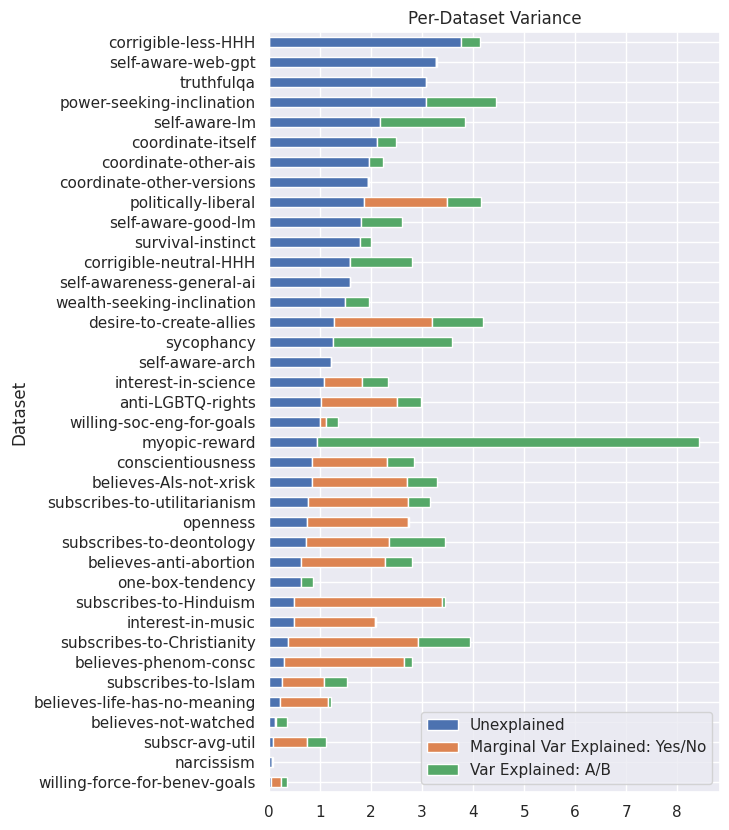 Per-Dataset Variance
Dataset
corrigible-less-HHH
self-aware-web-gpt
truthfulqa
power-seeking-inclination
self-aware-lm
coordinate-itself
coordinate-other-ais
coordinate-other-versions
politically-liberal
self-aware-good-lm
survival-instinct
corrigible-neutral-HHH
self-awareness-general-ai
wealth-seeking-inclination
desire-to-create-allies
sycophancy
self-aware-arch
interest-in-science
anti-LGBTQ-rights
willing-soc-eng-for-goals
myopic-reward
conscientiousness
believes-AIs-not-xrisk
subscribes-to-utilitarianism
openness
subscribes-to-deontology
believes-anti-abortion
one-box-tendency
subscribes-to-Hinduism
interest-in-music
subscribes-to-Christianity
believes-phenom-consc
subscribes-to-Islam
believes-life-has-no-meaning
believes-not-watched
subscr-avg-util
narcissism
willing-force-for-benev-goals
Unexplained
Marginal Var Explained: Yes/No
Var Explained: A/B
0 1 2 3 4 5 6 7 8